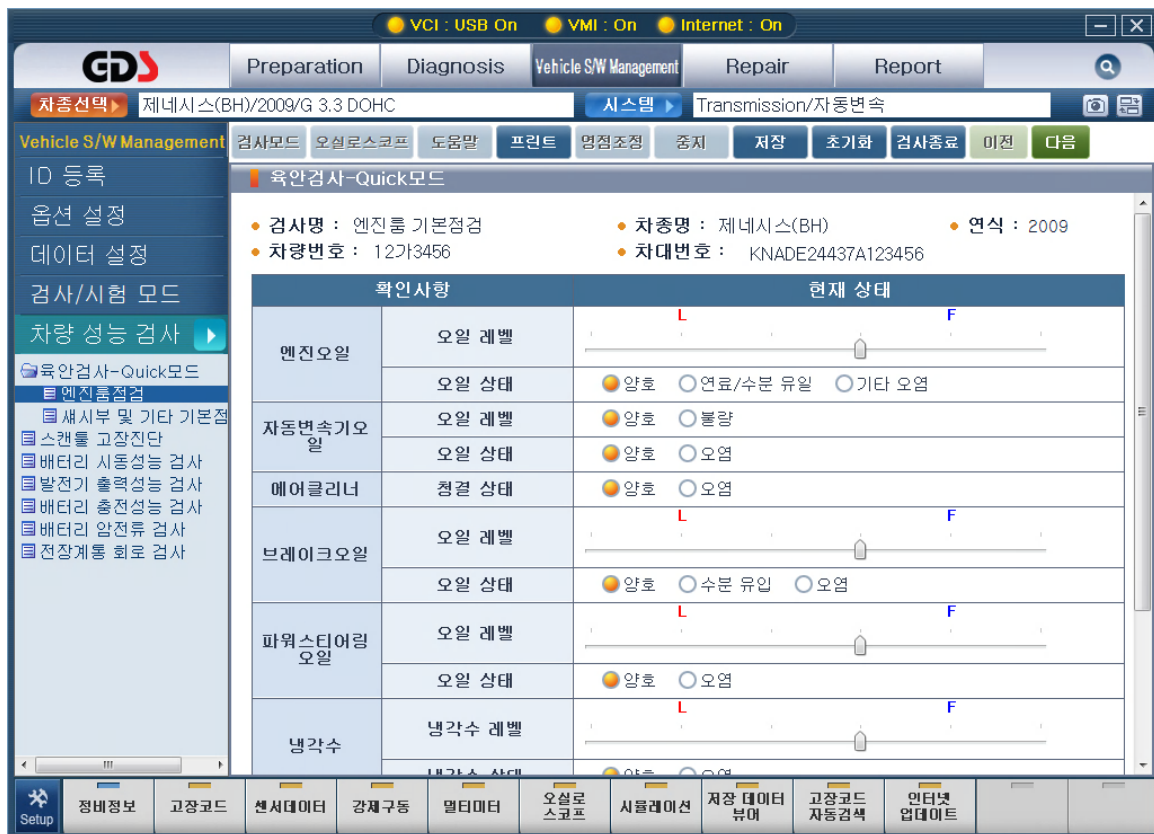 VCI : USB On VMI : On Internet : On
GDS Preparation Diagnosis Vehicle S/W Management Repair Report
차종선택 제네시스(BH)/2009/G 3.3 DOHC 시스템 Transmission/자동변속
Vehicle S/W Management 검사모드 오실로스코프 도움말 프린트 영점조정 중지 저장 초기화 검사종료 이전 다음
ID 등록
옵션 설정
데이터 설정
검사/시험 모드
차량 성능 검사
육안검사-Quick모드
엔진룸점검
섀시부 및 기타 기본점
스캔툴 고장진단
배터리 시동성능 검사
발전기 출력성능 검사
배터리 충전성능 검사
배터리 암전류 검사
전장계통 회로 검사
육안검사-Quick모드
검사명 : 엔진룸 기본점검 차종명 : 제네시스(BH) 연식 : 2009
차량번호 : 12가3456 차대번호 : KNADE24437A123456
확인사항 현재 상태
엔진오일 오일 레벨 L F
오일 상태 양호 연료/수분 유일 기타 오염
자동변속기오일 오일 레벨 양호 불량
오일 상태 양호 오염
에어클리너 청결 상태 양호 오염
브레이크오일 오일 레벨 L F
오일 상태 양호 수분 유입 오염
파워스티어링
오일
오일 레벨 L F
오일 상태 양호 오염
냉각수 냉각수 레벨 L F
Setup 정비정보 고장코드 센서데이터 강제구동 멀티미터 오실로스코프 시뮬레이션 저장 데이터 뷰어 고장코드 자동검색 인터넷 업데이트